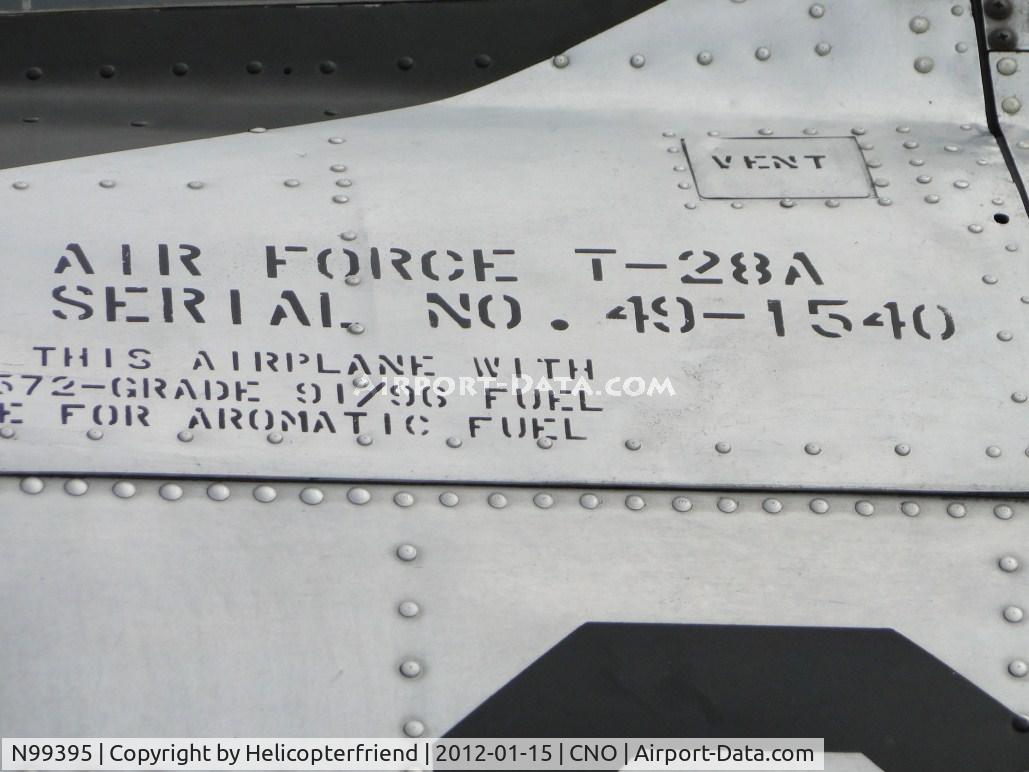 VENT
AIR FORCE T-28A
SERIAL NO. 49-1540
THIS AIRPLANE WITH
572-GRADE 91/96 FUEL
E FOR AROMATIC FUEL
AIRPORT-DATA.COM
N99395 | Copyright by Helicopterfriend | 2012-01-15 | CNO | Airport-Data.com